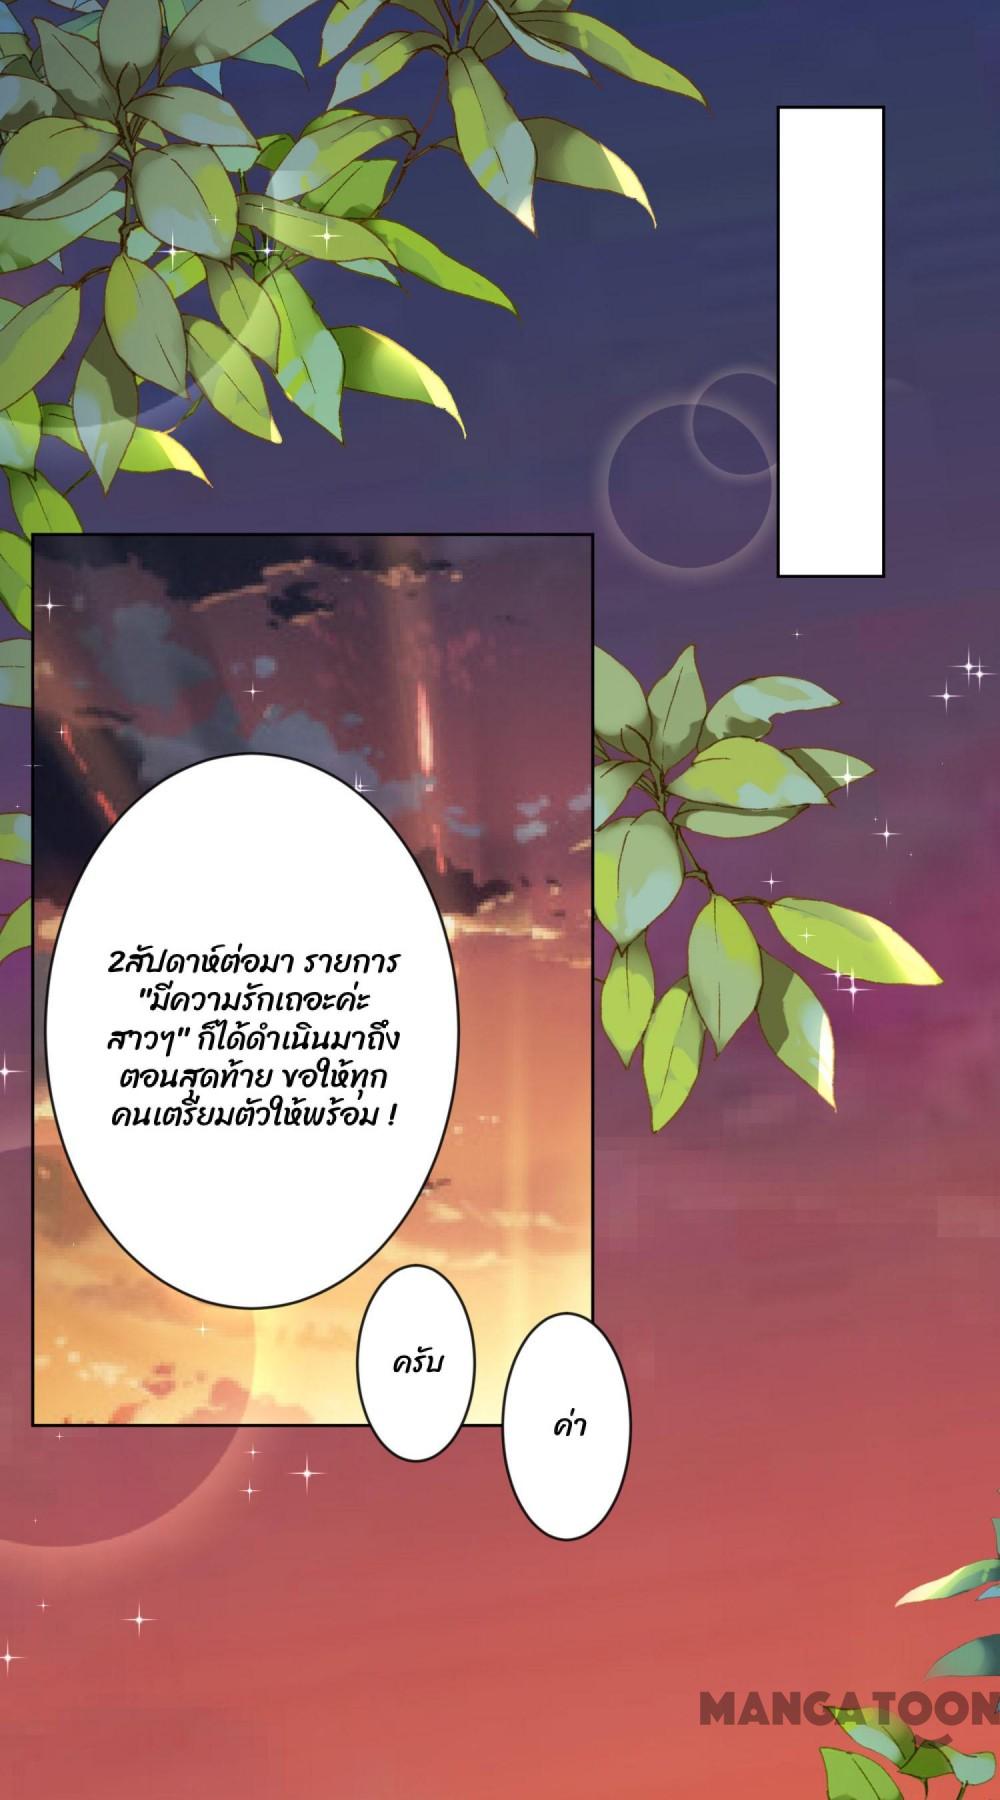 2สัปดาห์ต่อมา รายการ
"มีความรักเถอะค่ะ
สาวๆ" ก็ได้ดำเนินมาถึง
ตอนสุดท้าย ขอให้ทุก
คนเตรียมตัวให้พร้อม !
ครับ
ค่า
MANGATOON